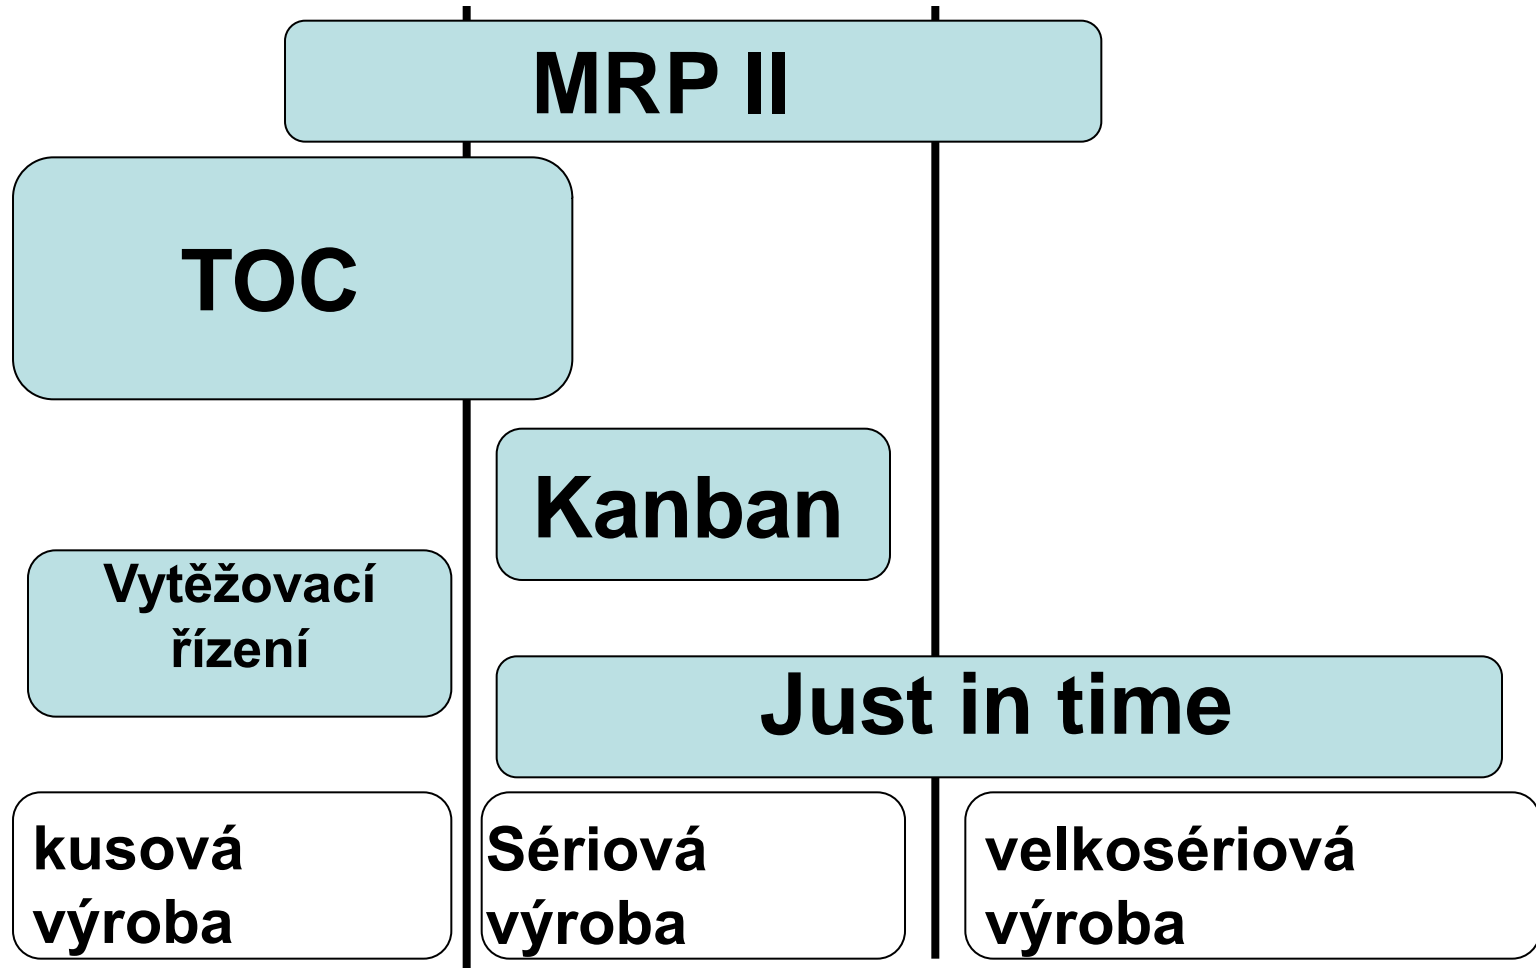 MRP II
TOC
Kanban
Vytěžovací
řízení
Just in time
kusová
výroba
Sériová
výroba
velkosériová
výroba